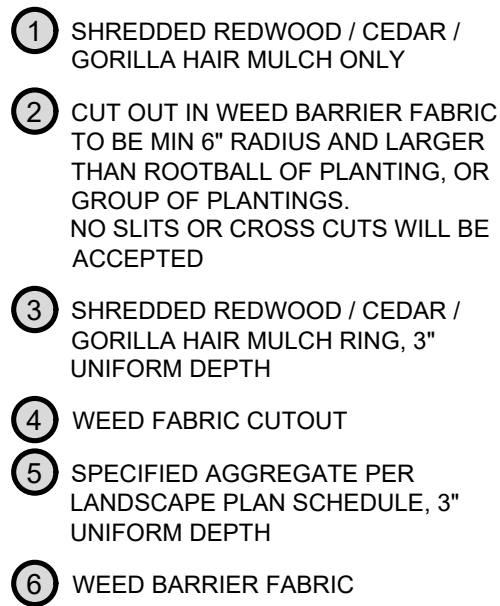 1 SHREDDED REDWOOD / CEDAR /
GORILLA HAIR MULCH ONLY
2 CUT OUT IN WEED BARRIER FABRIC
TO BE MIN 6" RADIUS AND LARGER
THAN ROOTBALL OF PLANTING, OR
GROUP OF PLANTINGS.
NO SLITS OR CROSS CUTS WILL BE
ACCEPTED
3 SHREDDED REDWOOD / CEDAR /
GORILLA HAIR MULCH RING, 3"
UNIFORM DEPTH
4 WEED FABRIC CUTOUT
5 SPECIFIED AGGREGATE PER
LANDSCAPE PLAN SCHEDULE, 3"
UNIFORM DEPTH
6 WEED BARRIER FABRIC